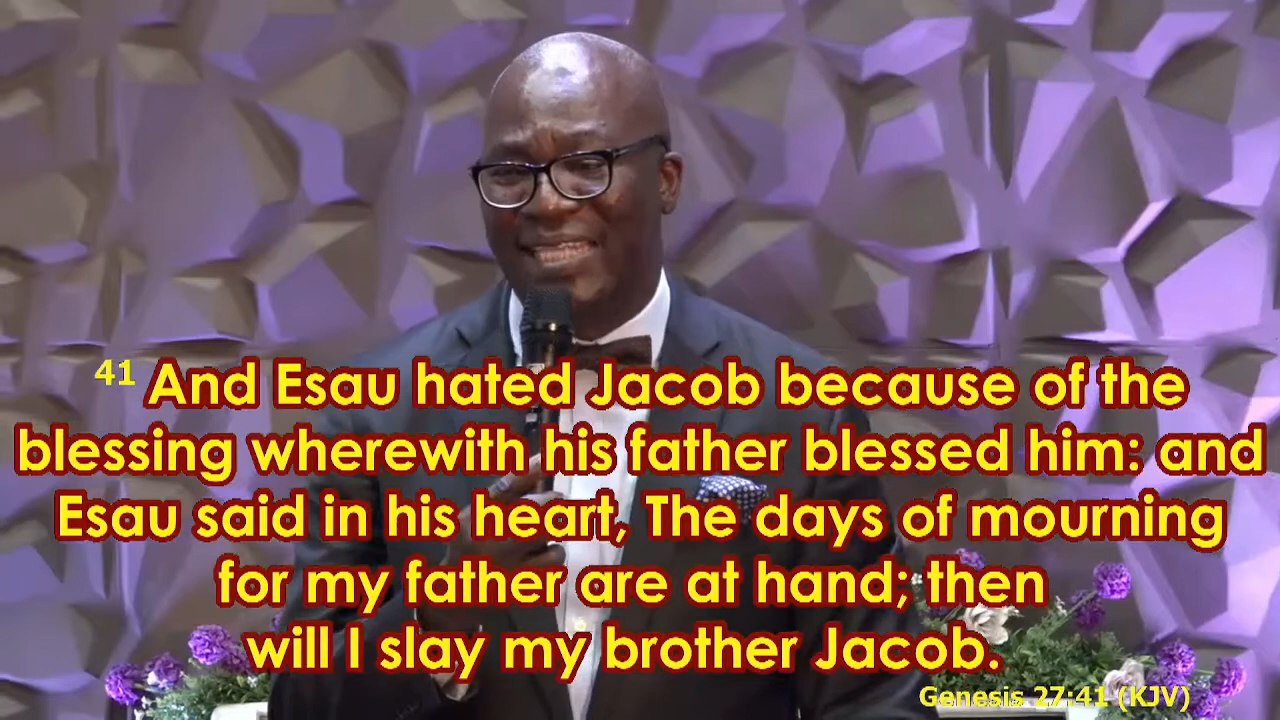 41 And Esau hated Jacob because of the
blessing wherewith his father blessed him: and
Esau said in his heart, The days of mourning
for my father are at hand; then
will I slay my brother Jacob.
Genesis 27:41 (KJV)